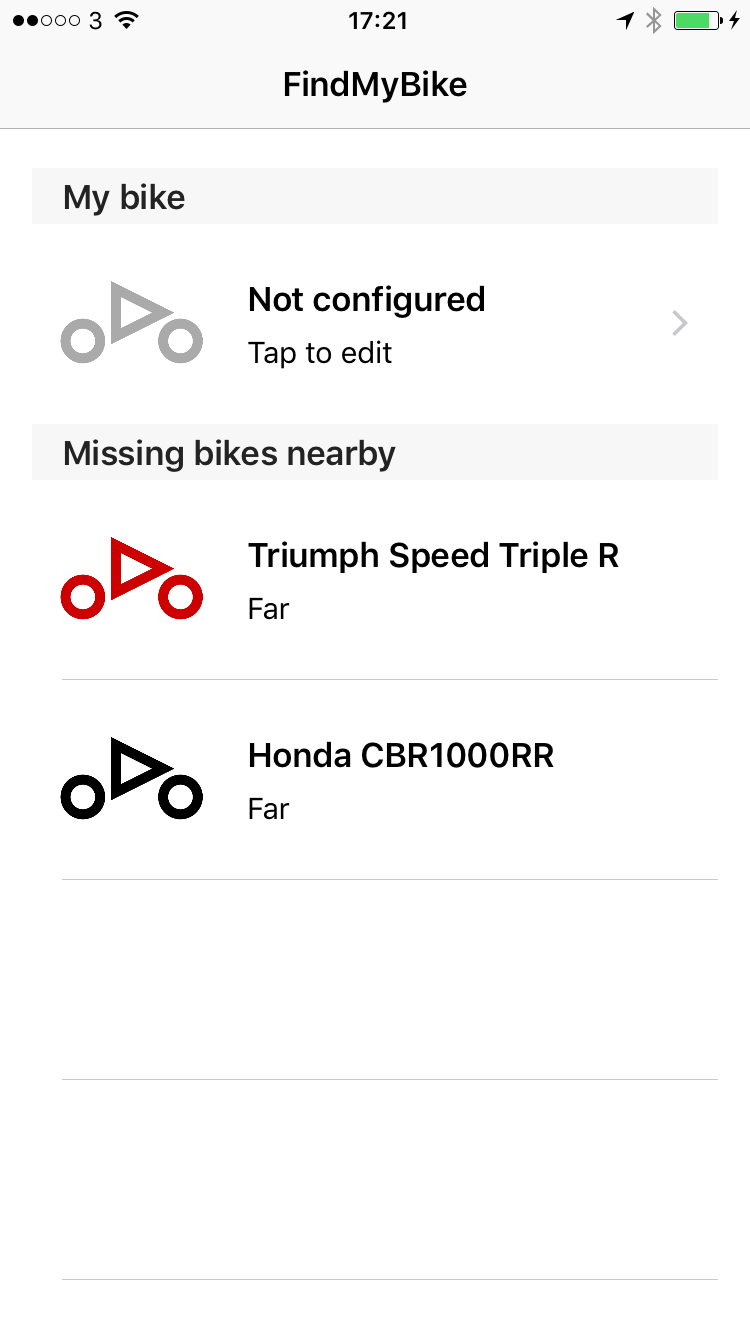 3 17:21
FindMyBike
My bike
Not configured
Tap to edit
Missing bikes nearby
Triumph Speed Triple R
Far
Honda CBR1000RR
Far